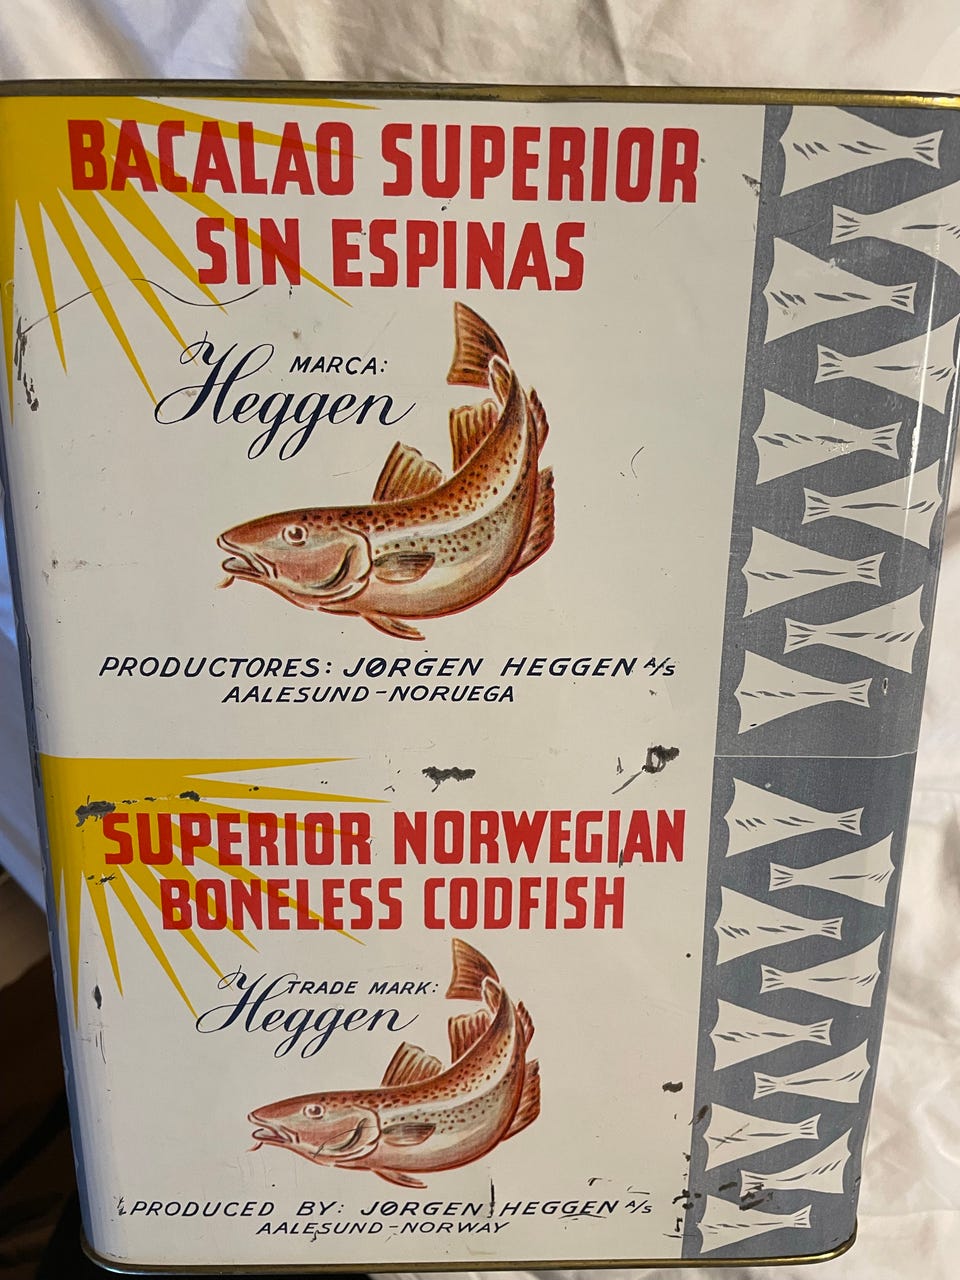 BACALAO SUPERIOR
SIN ESPINAS
MARCA:
Heggen
PRODUCTORES: JØRGEN HEGGEN A/S
AALESUND-NORUEGA
SUPERIOR NORWEGIAN
BONELESS CODFISH
TRADE MARK:
Heggen
PRODUCED BY: JØRGEN HEGGEN A/S
AALESUND-NORWAY